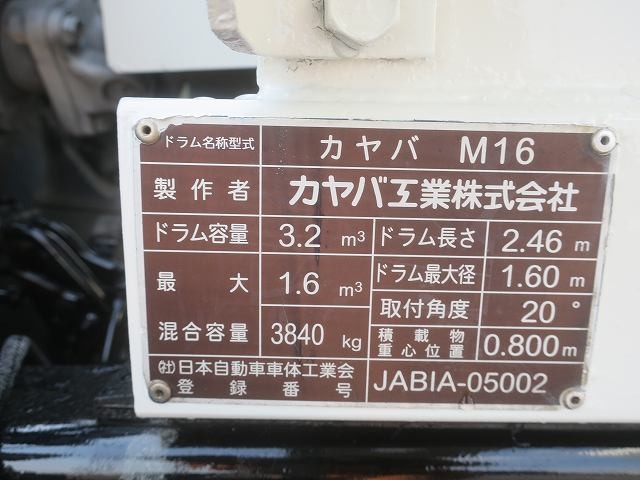 ドラム名称型式 カヤバ M16
製作者 カヤバ工業株式会社
ドラム容量 3.2 m³ ドラム長さ 2.46 m
最大 1.6 m³ ドラム最大径 1.60 m
取付角度 20°
混合容量 3840 kg 積載物重心位置 0.800 m
㈳日本自動車車体工業会
登録番号 JABIA-05002